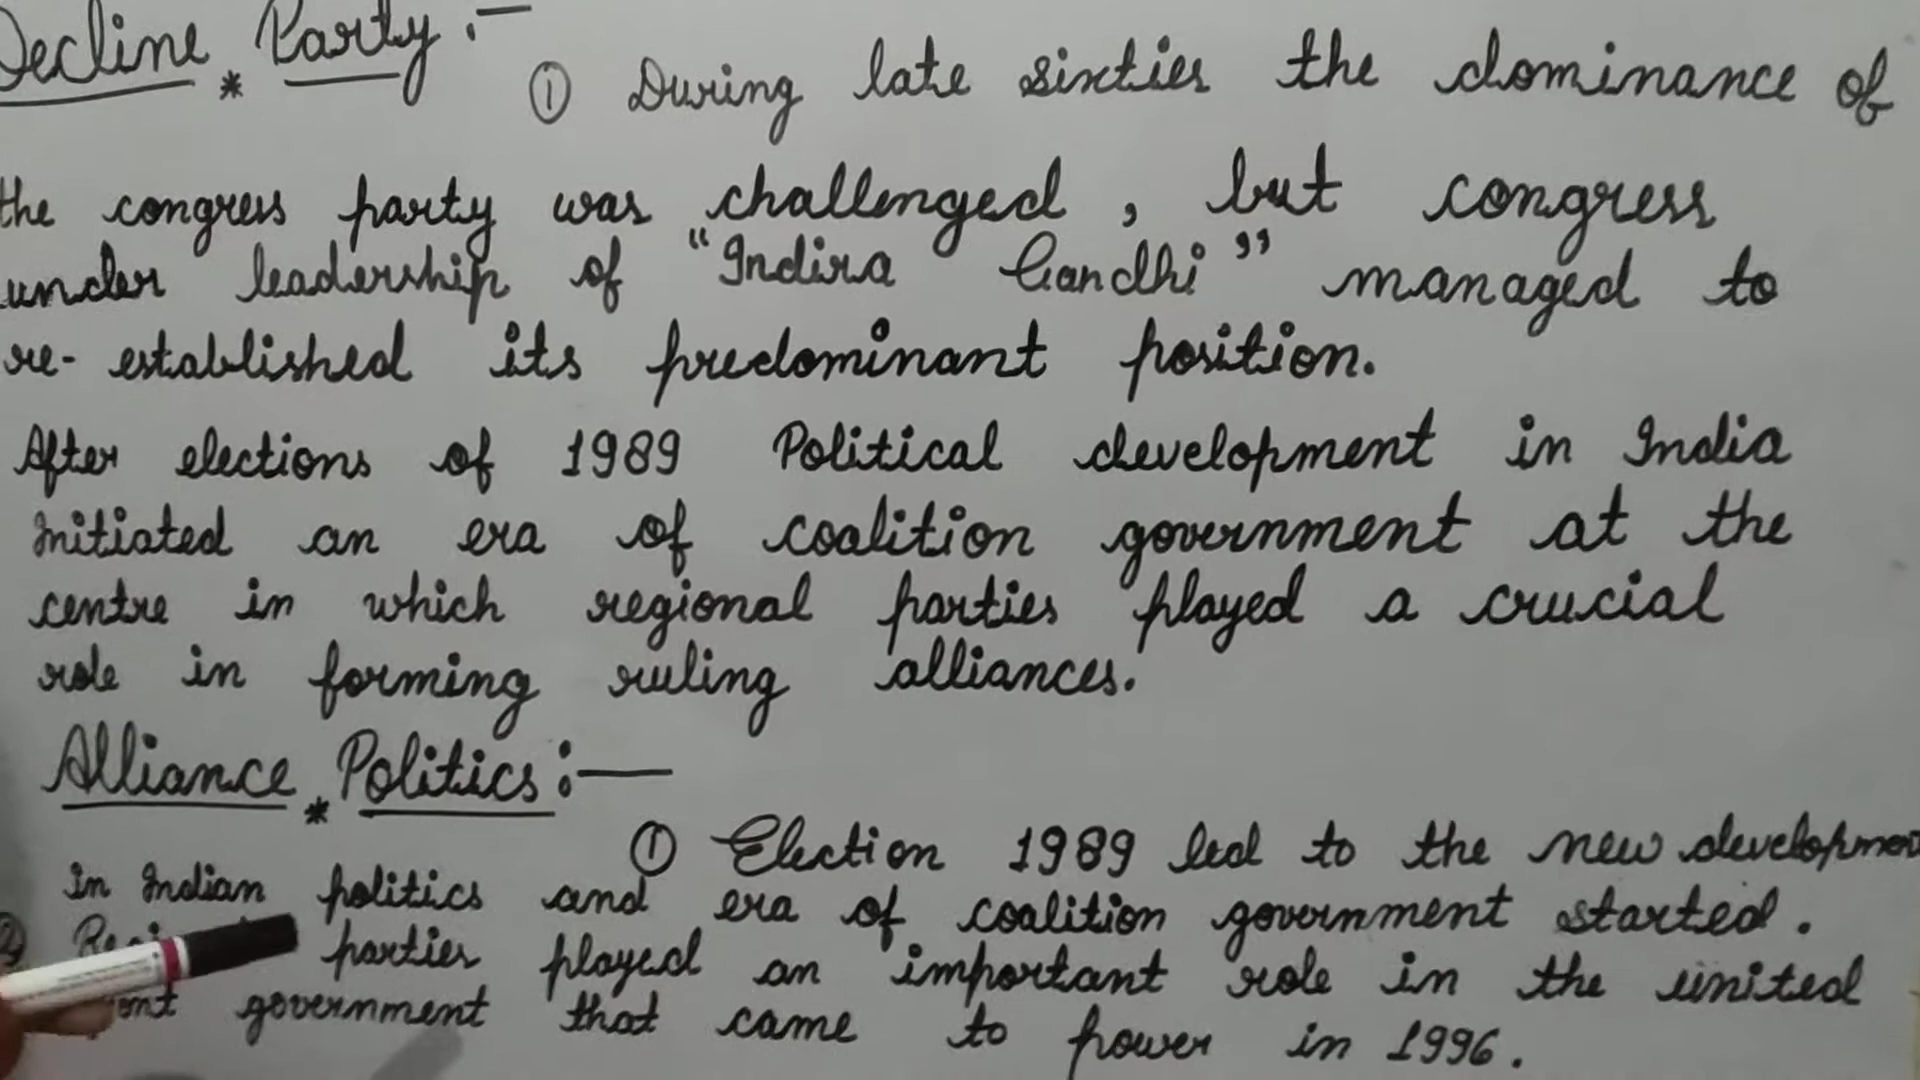 Decline Party :-
① During late sixties the dominance of
the congress party was challenged, but congress
under leadership of "Indira Gandhi" managed to
re-established its predominant position.
After elections of 1989 Political development in India
initiated an era of coalition government at the
centre in which regional parties played a crucial
role in forming ruling alliances.
Alliance Politics :—
① Election 1989 led to the new development
in Indian politics and era of coalition government started.
② parties played an important role in the united
government that came to power in 1996.